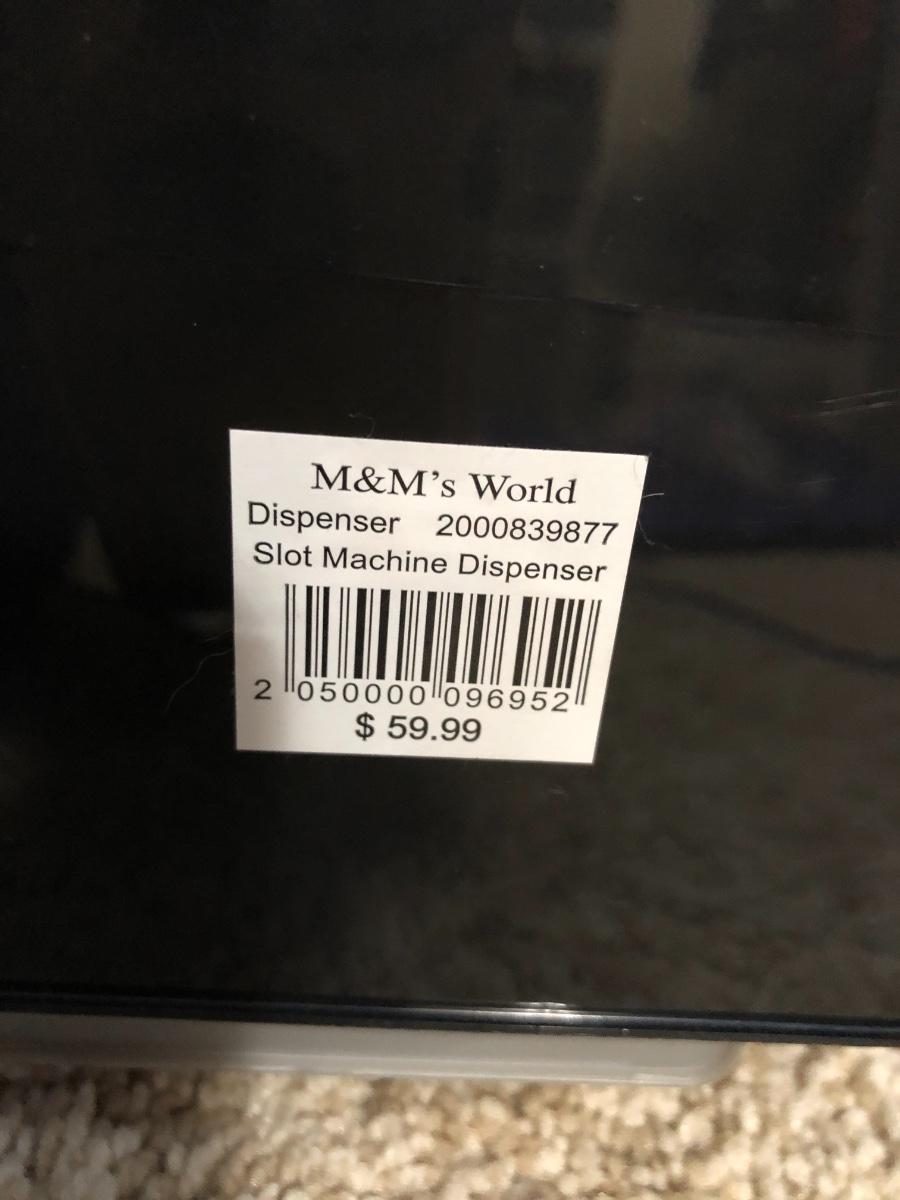 M&M's World
Dispenser 2000839877
Slot Machine Dispenser
2 050000 096952
$ 59.99